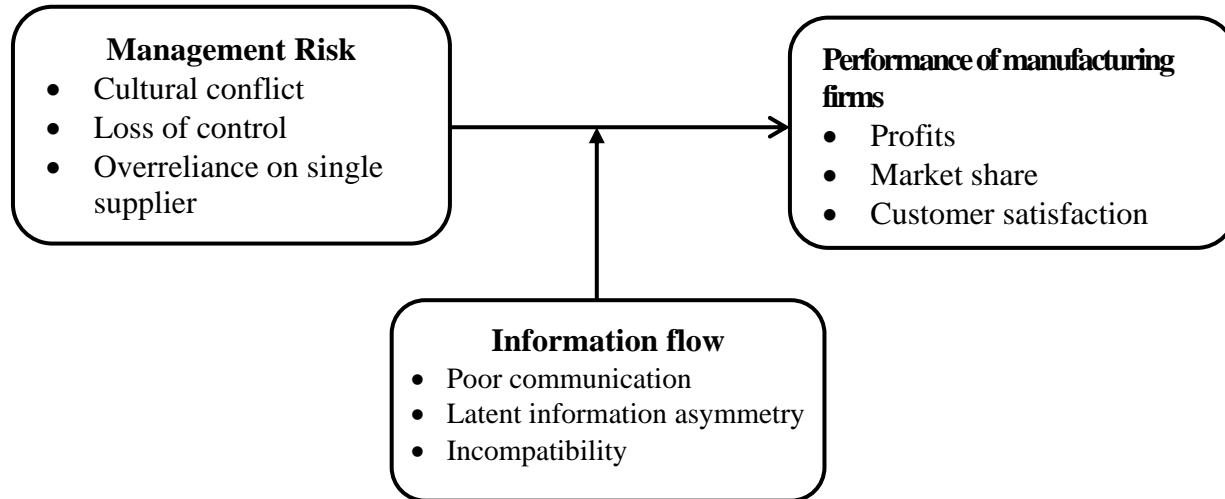 Management Risk
• Cultural conflict
• Loss of control
• Overreliance on single
supplier
Performance of manufacturing
firms
• Profits
• Market share
• Customer satisfaction
Information flow
• Poor communication
• Latent information asymmetry
• Incompatibility